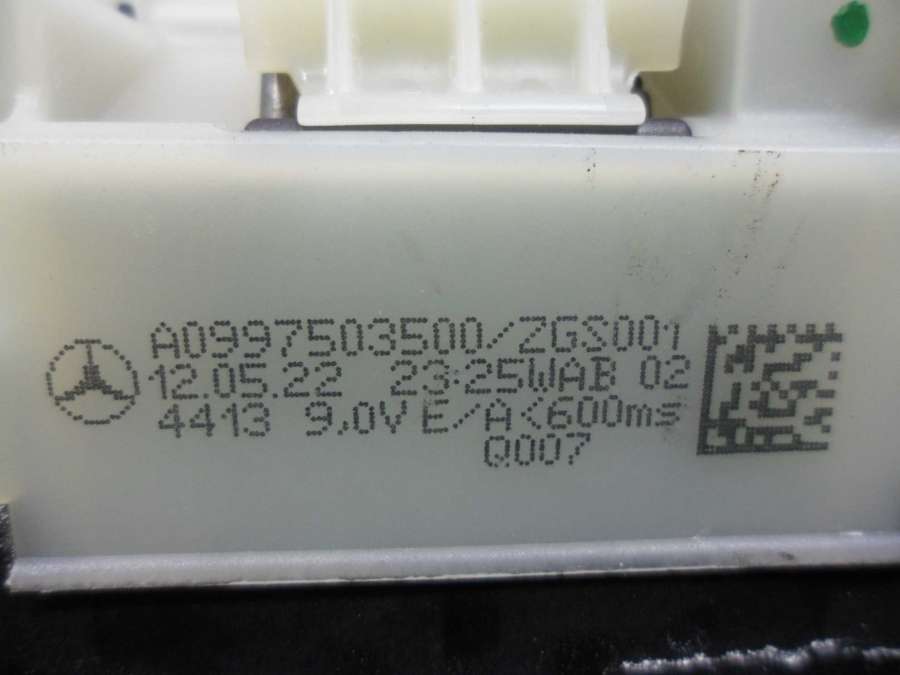 A0997503500/ZGS001
12.05.22 23:25WAB 02
4413 9,0V E/A<600ms
Q007